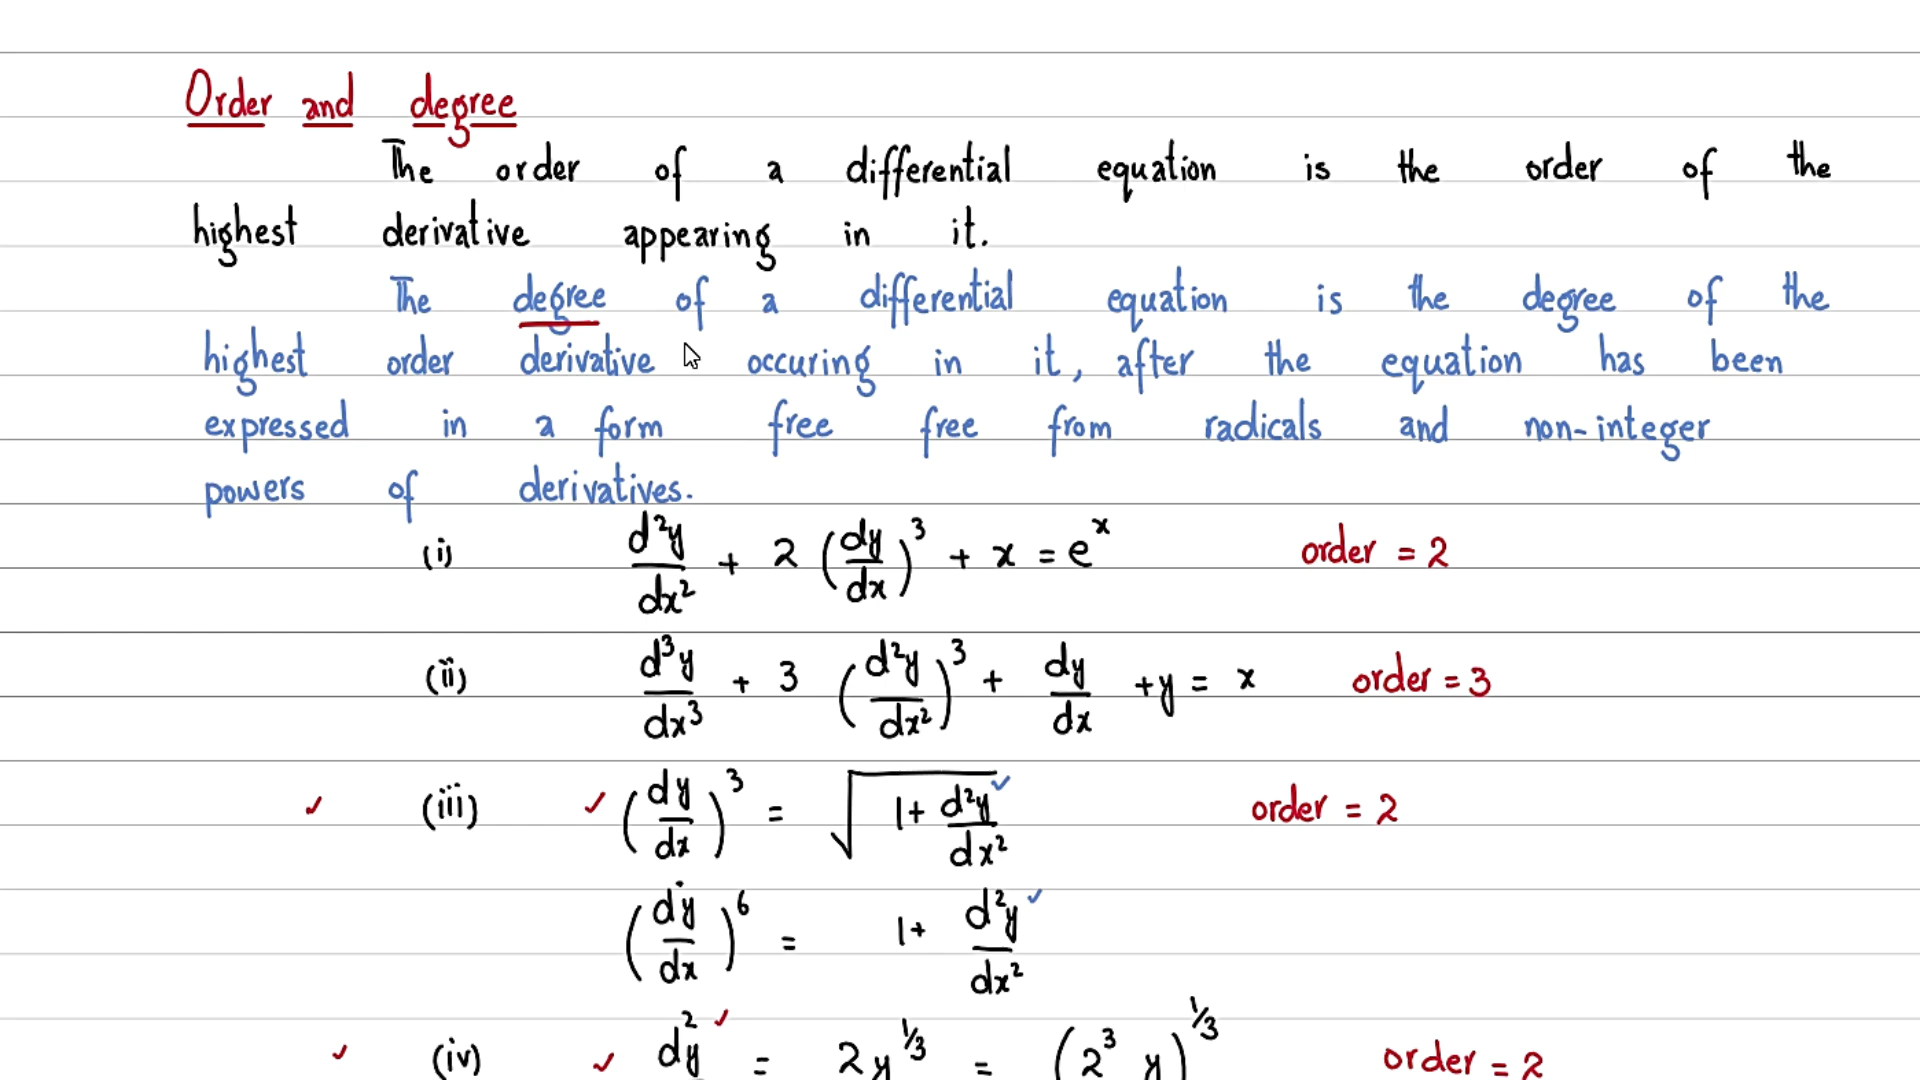 Order and degree
The order of a differential equation is the order of the
highest derivative appearing in it.
The degree of a differential equation is the degree of the
highest order derivative occuring in it, after the equation has been
expressed in a form free free from radicals and non-integer
powers of derivatives.
(i) d²y/dx² + 2 (dy/dx)³ + x = eˣ order = 2
(ii) d³y/dx³ + 3 (d²y/dx²)³ + dy/dx + y = x order = 3
✓ (iii) ✓ (dy/dx)³ = √(1 + d²y/dx²) ✓ order = 2
(dy/dx)⁶ = 1 + d²y/dx² ✓
✓ (iv) ✓ d²y ✓ = 2y^1/3 = (2³ y)^1/3 order = 2